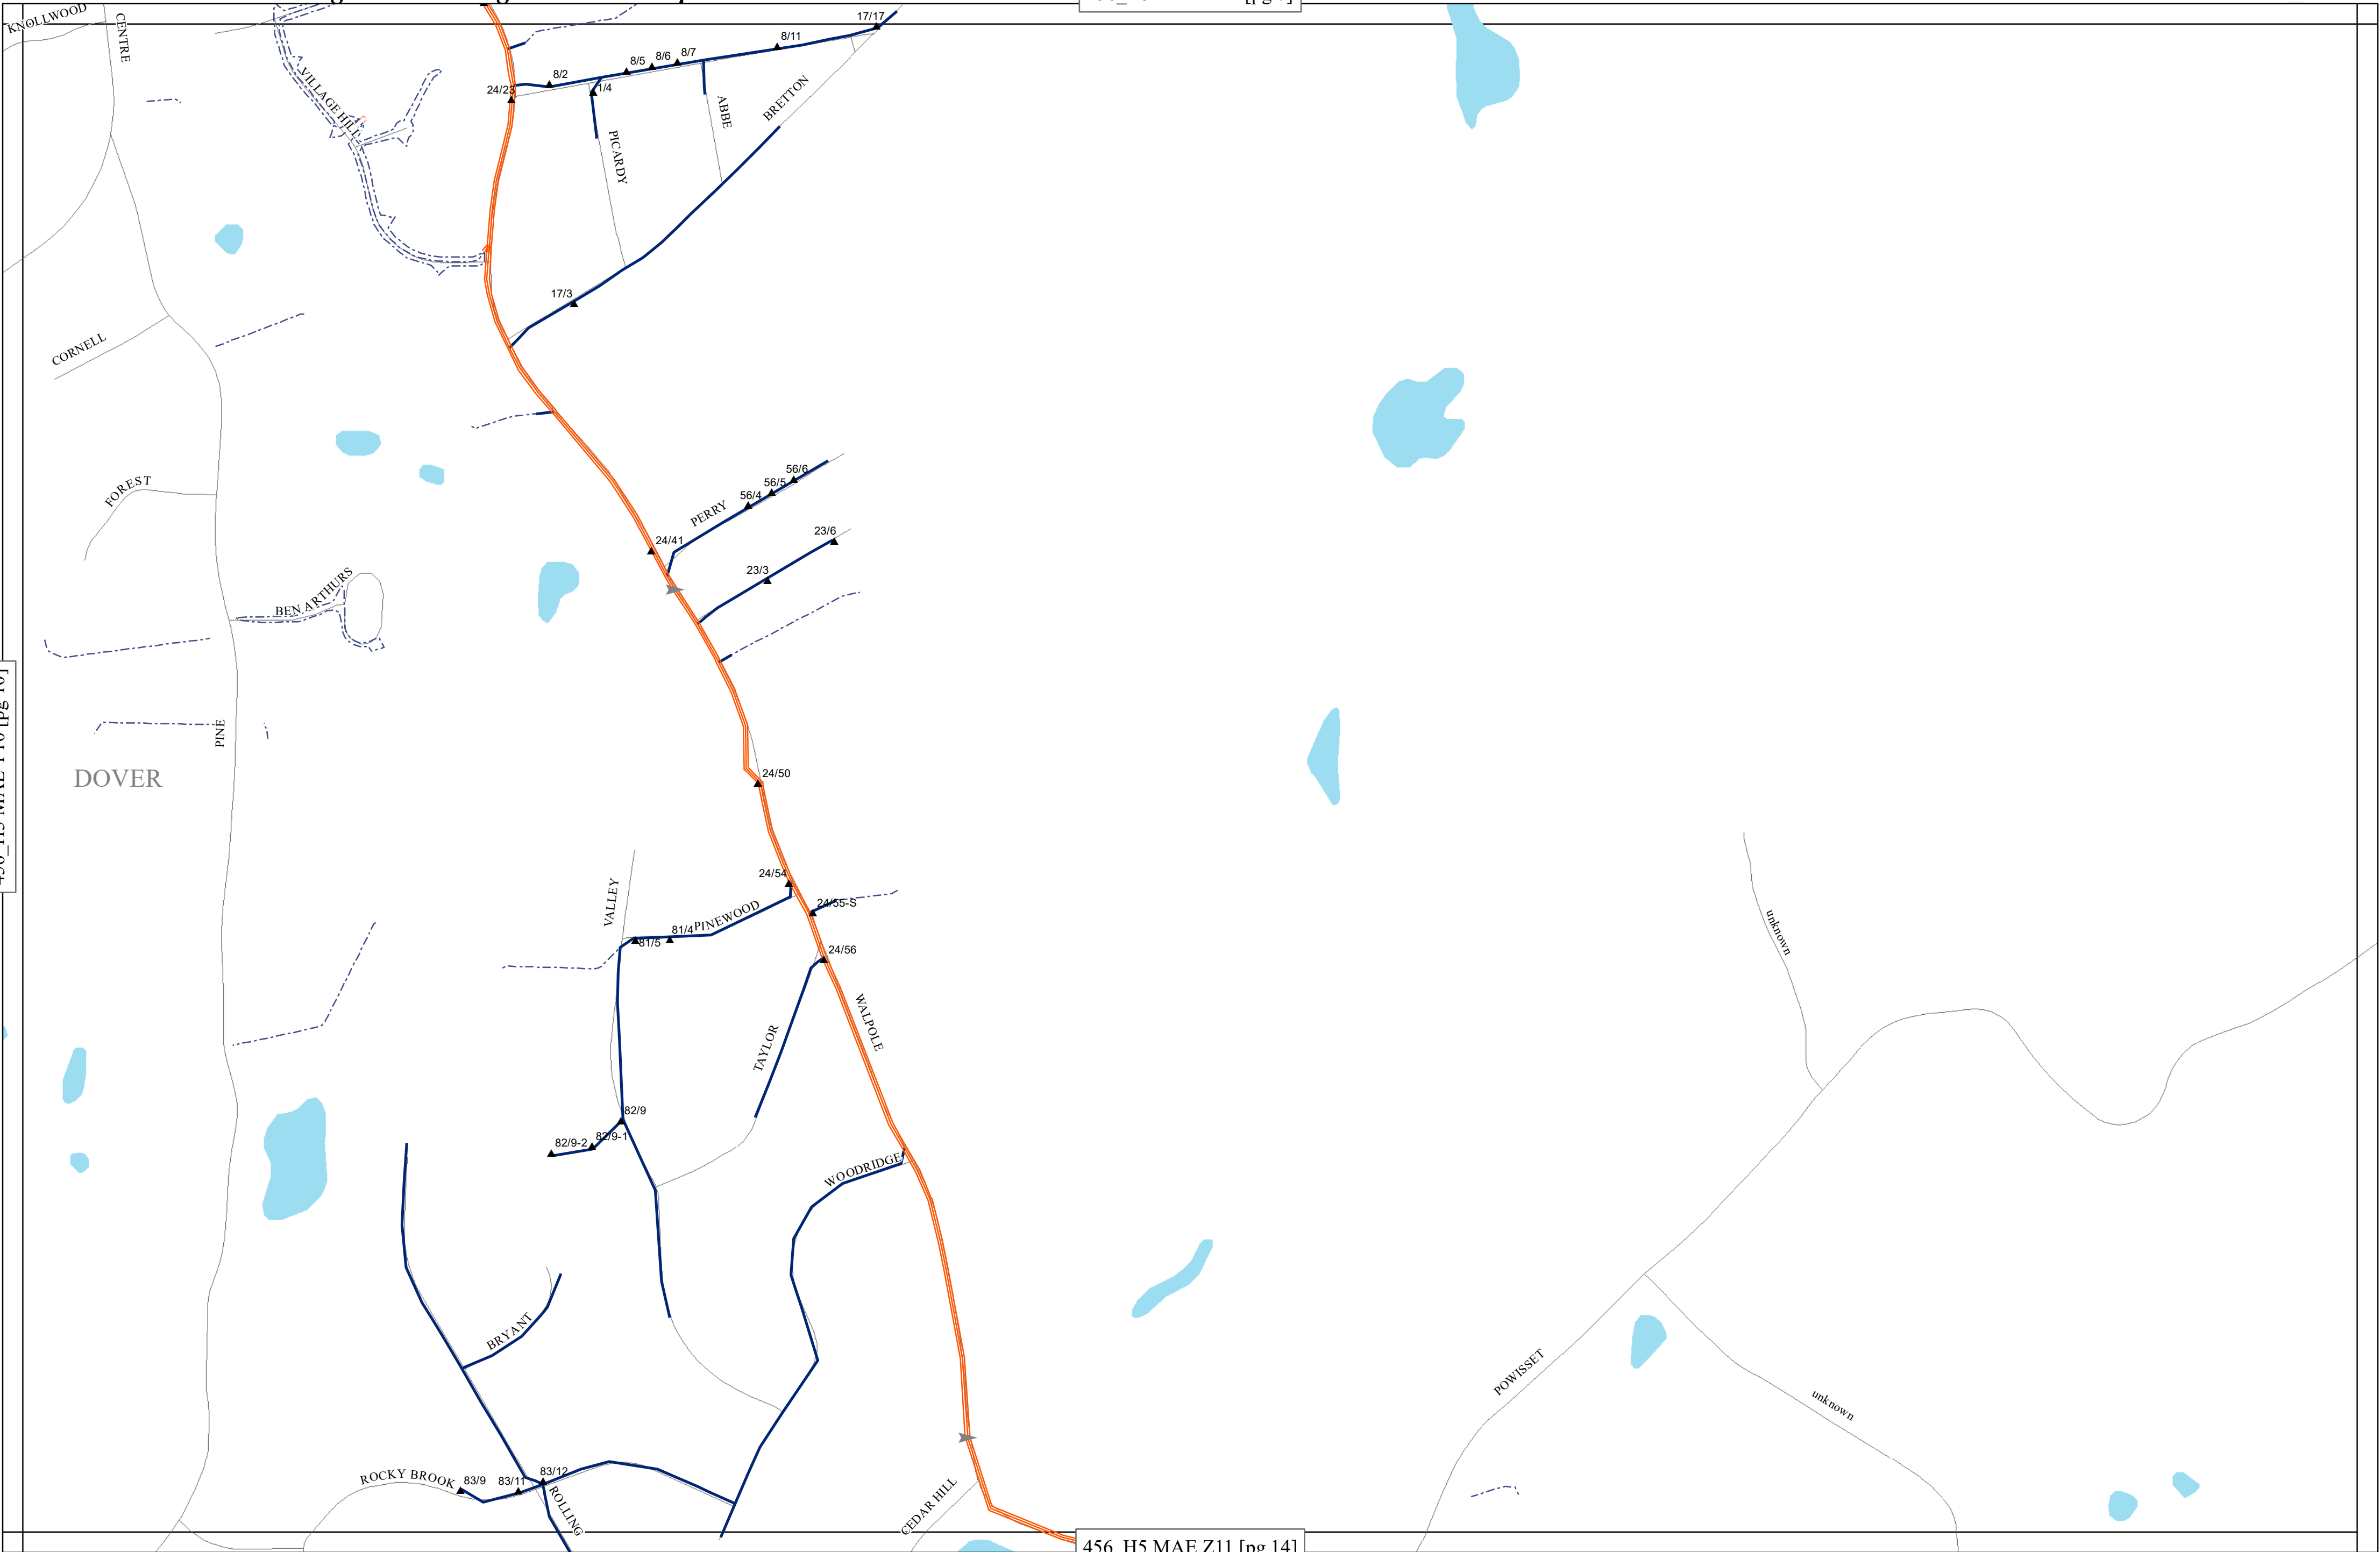 KNOLLWOOD
CENTRE
17/17
8/11
8/7
8/6
8/5
8/2
1/4
24/23
VILLAGE HILL
ABBE
BRETTON
PICARDY
17/3
CORNELL
FOREST
56/6
56/5
56/4
PERRY
23/6
24/41
23/3
BEN ARTHURS
PINE
DOVER
24/50
24/54
VALLEY
24/55-S
PINEWOOD
81/4
81/5
24/56
unknown
WALPOLE
TAYLOR
82/9
82/9-1
82/9-2
WOODRIDGE
BRYANT
POWISSET
unknown
ROCKY BROOK
83/9
83/11
83/12
ROLLING
CEDAR HILL
456_H5 MAE Z11 [pg 14]